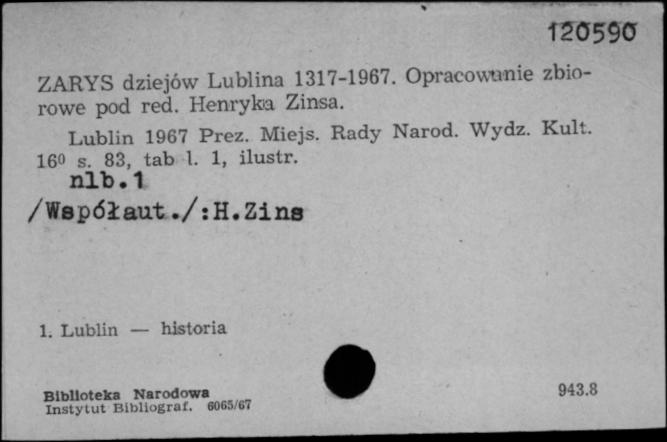 120590
ZARYS dziejów Lublina 1317-1967. Opracowanie zbio-
rowe pod red. Henryka Zinsa.
Lublin 1967 Prez. Miejs. Rady Narod. Wydz. Kult.
16⁰ s. 83, tab l. 1, ilustr.
nlb.1
/Współaut./:H.Zins
1. Lublin — historia
943.8
Biblioteka Narodowa
Instytut Bibliograf. 6065/67